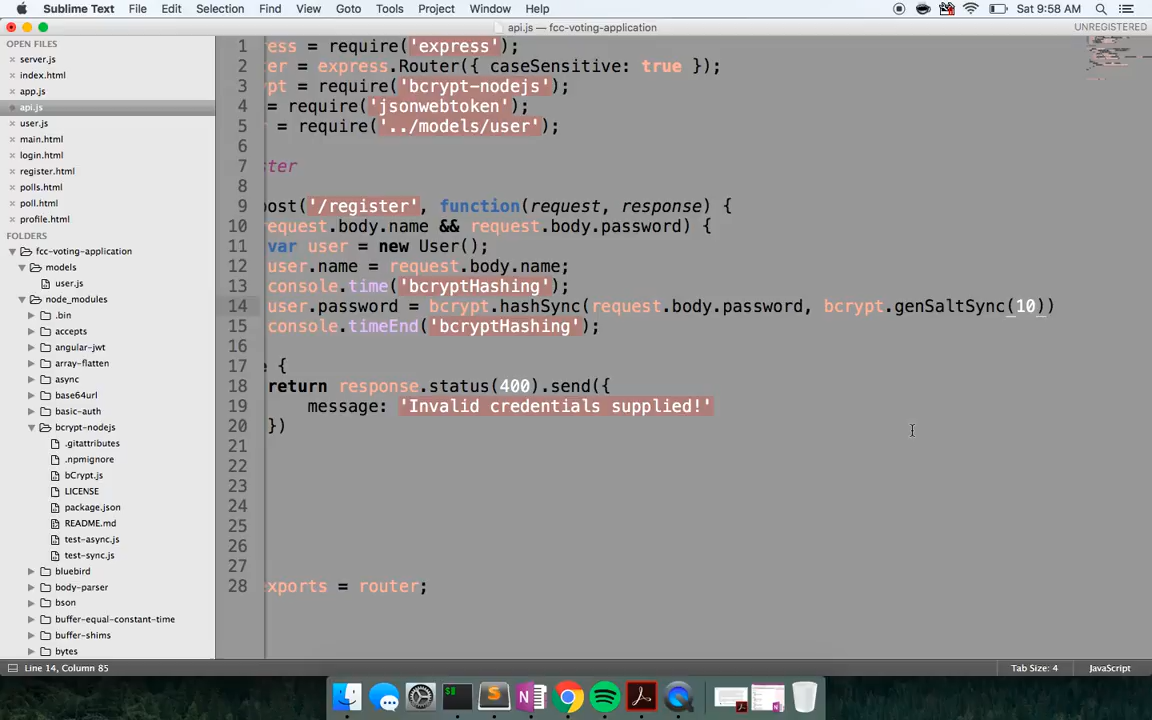 Sublime Text File Edit Selection Find View Goto Tools Project Window Help Sat 9:58 AM
api.js — fcc-voting-application UNREGISTERED
OPEN FILES
server.js
index.html
app.js
api.js
user.js
main.html
login.html
register.html
polls.html
poll.html
profile.html
FOLDERS
fcc-voting-application
models
user.js
node_modules
.bin
accepts
angular-jwt
array-flatten
async
base64url
basic-auth
bcrypt-nodejs
.gitattributes
.npmignore
bCrypt.js
LICENSE
package.json
README.md
test-async.js
test-sync.js
bluebird
body-parser
bson
buffer-equal-constant-time
buffer-shims
bytes
1 ess = require('express');
2 er = express.Router({ caseSensitive: true });
3 pt = require('bcrypt-nodejs');
4 = require('jsonwebtoken');
5 = require('../models/user');
6
7 ster
8
9 post('/register', function(request, response) {
10 request.body.name && request.body.password) {
11 var user = new User();
12 user.name = request.body.name;
13 console.time('bcryptHashing');
14 user.password = bcrypt.hashSync(request.body.password, bcrypt.genSaltSync(10))
15 console.timeEnd('bcryptHashing');
16
17 e {
18 return response.status(400).send({
19 message: 'Invalid credentials supplied!'
20 })
21
22
23
24
25
26
27
28 exports = router;
Line 14, Column 85 Tab Size: 4 JavaScript